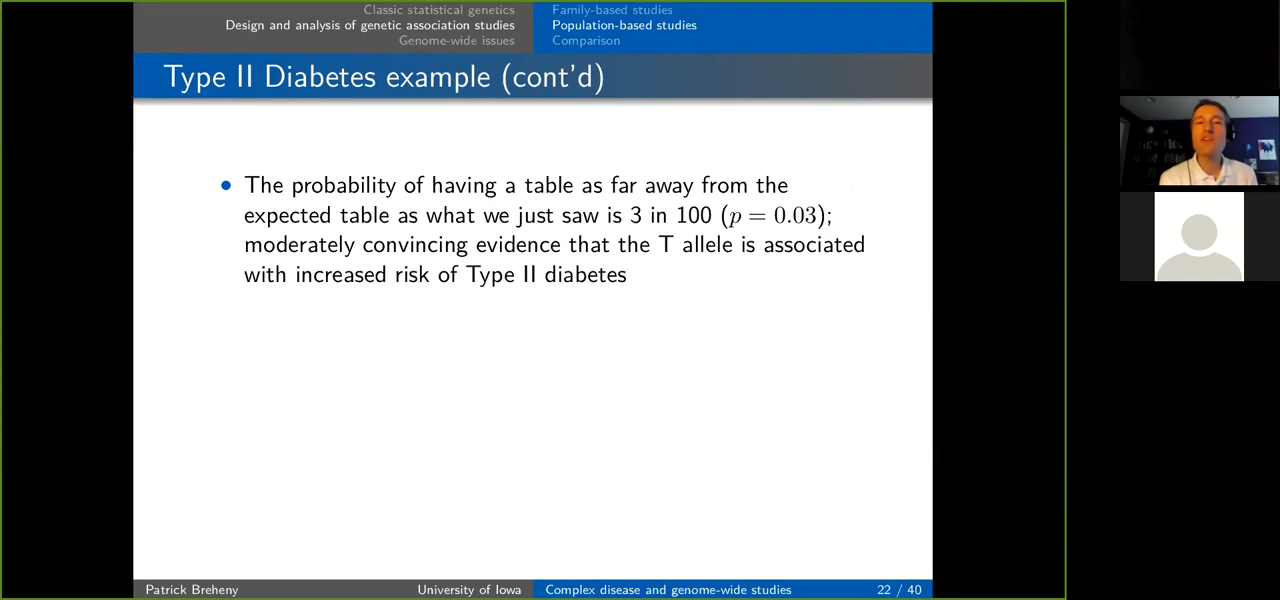 Classic statistical genetics
Design and analysis of genetic association studies
Genome-wide issues
Family-based studies
Population-based studies
Comparison
Type II Diabetes example (cont'd)
• The probability of having a table as far away from the
expected table as what we just saw is 3 in 100 (p = 0.03);
moderately convincing evidence that the T allele is associated
with increased risk of Type II diabetes
Patrick Breheny
University of Iowa
Complex disease and genome-wide studies
22 / 40